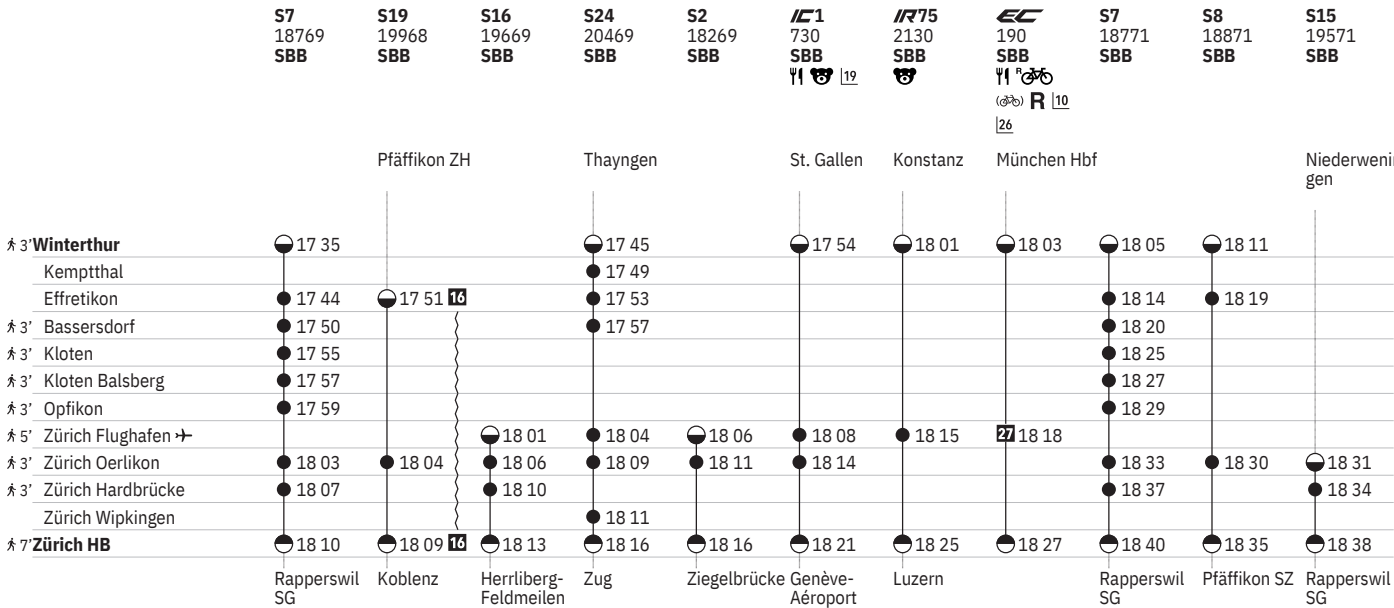 S7 S19 S16 S24 S2 IC1 IR75 EC S7 S8 S15
18769 19968 19669 20469 18269 730 2130 190 18771 18871 19571
SBB SBB SBB SBB SBB SBB SBB SBB SBB SBB SBB
19 R
R 10
26
Pfäffikon ZH Thayngen St. Gallen Konstanz München Hbf Niederwenin
gen
3' Winterthur 17 35 17 45 17 54 18 01 18 03 18 05 18 11
Kemptthal 17 49
Effretikon 17 44 17 51 16 17 53 18 14 18 19
3' Bassersdorf 17 50 17 57 18 20
3' Kloten 17 55 18 25
3' Kloten Balsberg 17 57 18 27
3' Opfikon 17 59 18 29
5' Zürich Flughafen 18 01 18 04 18 06 18 08 18 15 27 18 18
3' Zürich Oerlikon 18 03 18 04 18 06 18 09 18 11 18 14 18 33 18 30 18 31
3' Zürich Hardbrücke 18 07 18 10 18 37 18 34
Zürich Wipkingen 18 11
7' Zürich HB 18 10 18 09 16 18 13 18 16 18 16 18 21 18 25 18 27 18 40 18 35 18 38
Rapperswil Koblenz Herrliberg- Zug Ziegelbrücke Genève- Luzern Rapperswil Pfäffikon SZ Rapperswil
SG Feldmeilen Aéroport SG SG